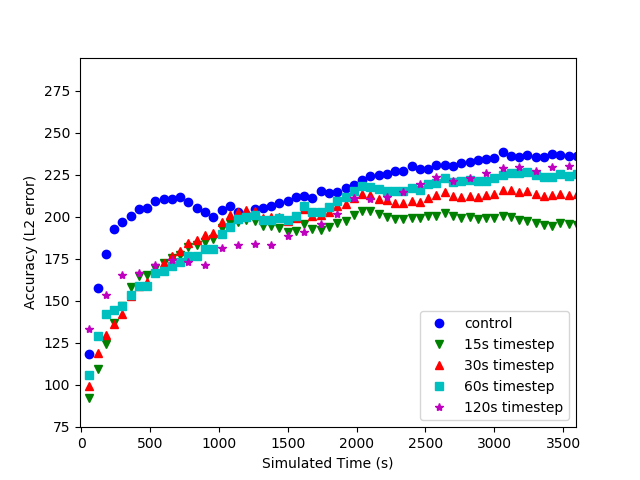 275
250
225
200
175
150
125
100
75
Accuracy (L2 error)
control
15s timestep
30s timestep
60s timestep
120s timestep
0 500 1000 1500 2000 2500 3000 3500
Simulated Time (s)